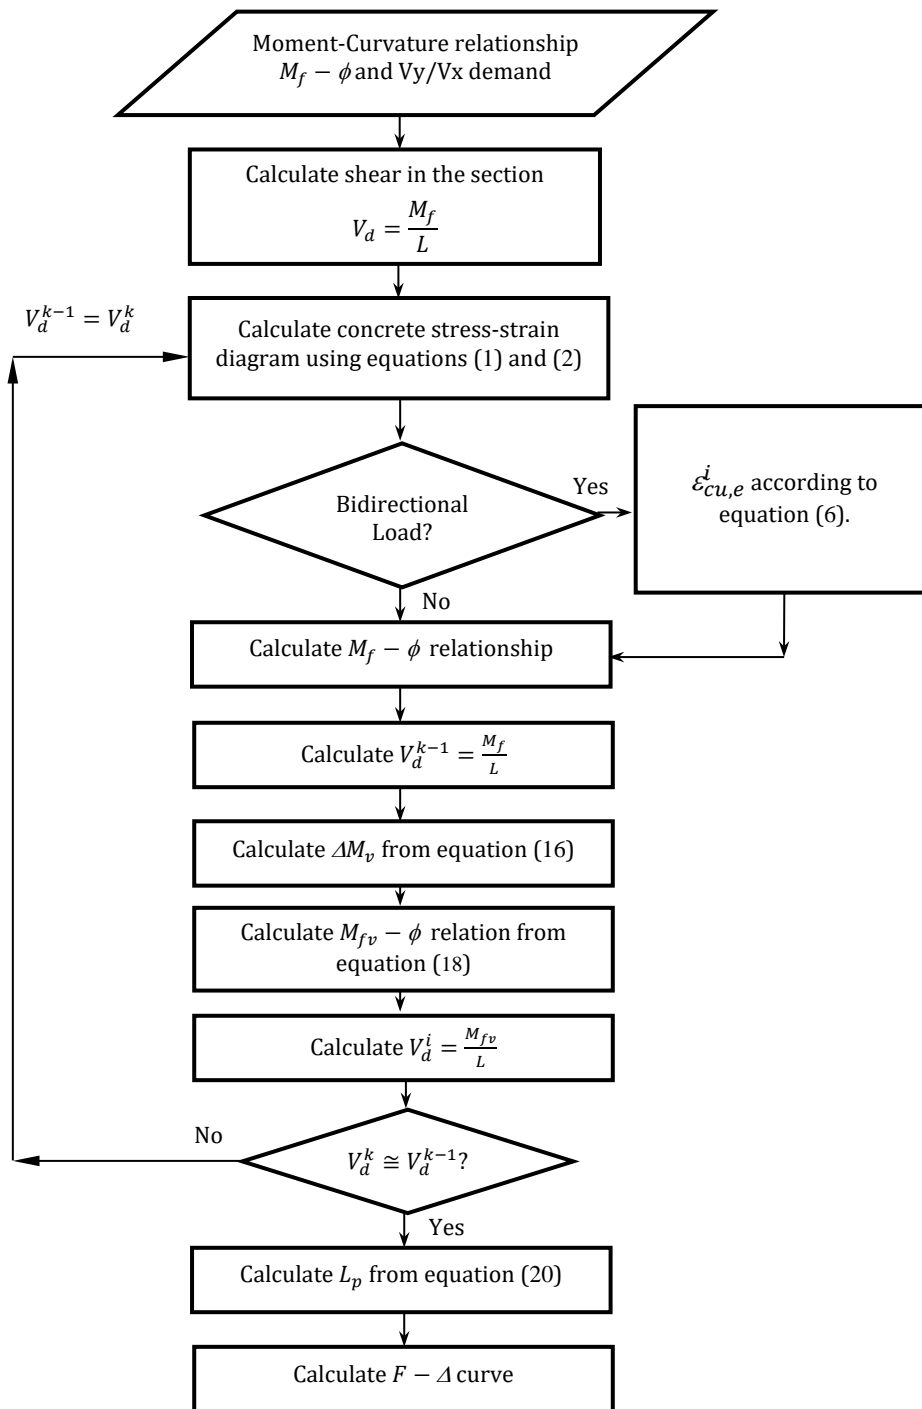 Moment-Curvature relationship
M_f − ϕ and Vy/Vx demand
Calculate shear in the section
V_d = M_f / L
V_d^{k−1} = V_d^k
Calculate concrete stress-strain
diagram using equations (1) and (2)
Bidirectional
Load?
Yes
ε_{cu,e}^i according to
equation (6).
No
Calculate M_f − ϕ relationship
Calculate V_d^{k−1} = M_f / L
Calculate ΔM_v from equation (16)
Calculate M_{fv} − ϕ relation from
equation (18)
Calculate V_d^i = M_{fv} / L
No
V_d^k ≅ V_d^{k−1}?
Yes
Calculate L_p from equation (20)
Calculate F − Δ curve